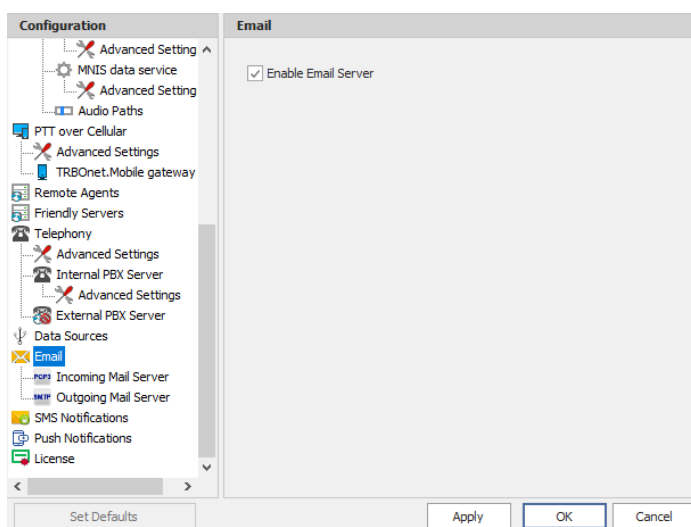 Configuration
Advanced Setting
MNIS data service
Advanced Setting
Audio Paths
PTT over Cellular
Advanced Settings
TRBOnet.Mobile gateway
Remote Agents
Friendly Servers
Telephony
Advanced Settings
Internal PBX Server
Advanced Settings
External PBX Server
Data Sources
Email
POP3 Incoming Mail Server
SMTP Outgoing Mail Server
SMS Notifications
Push Notifications
License
Set Defaults
Email
Enable Email Server
Apply
OK
Cancel